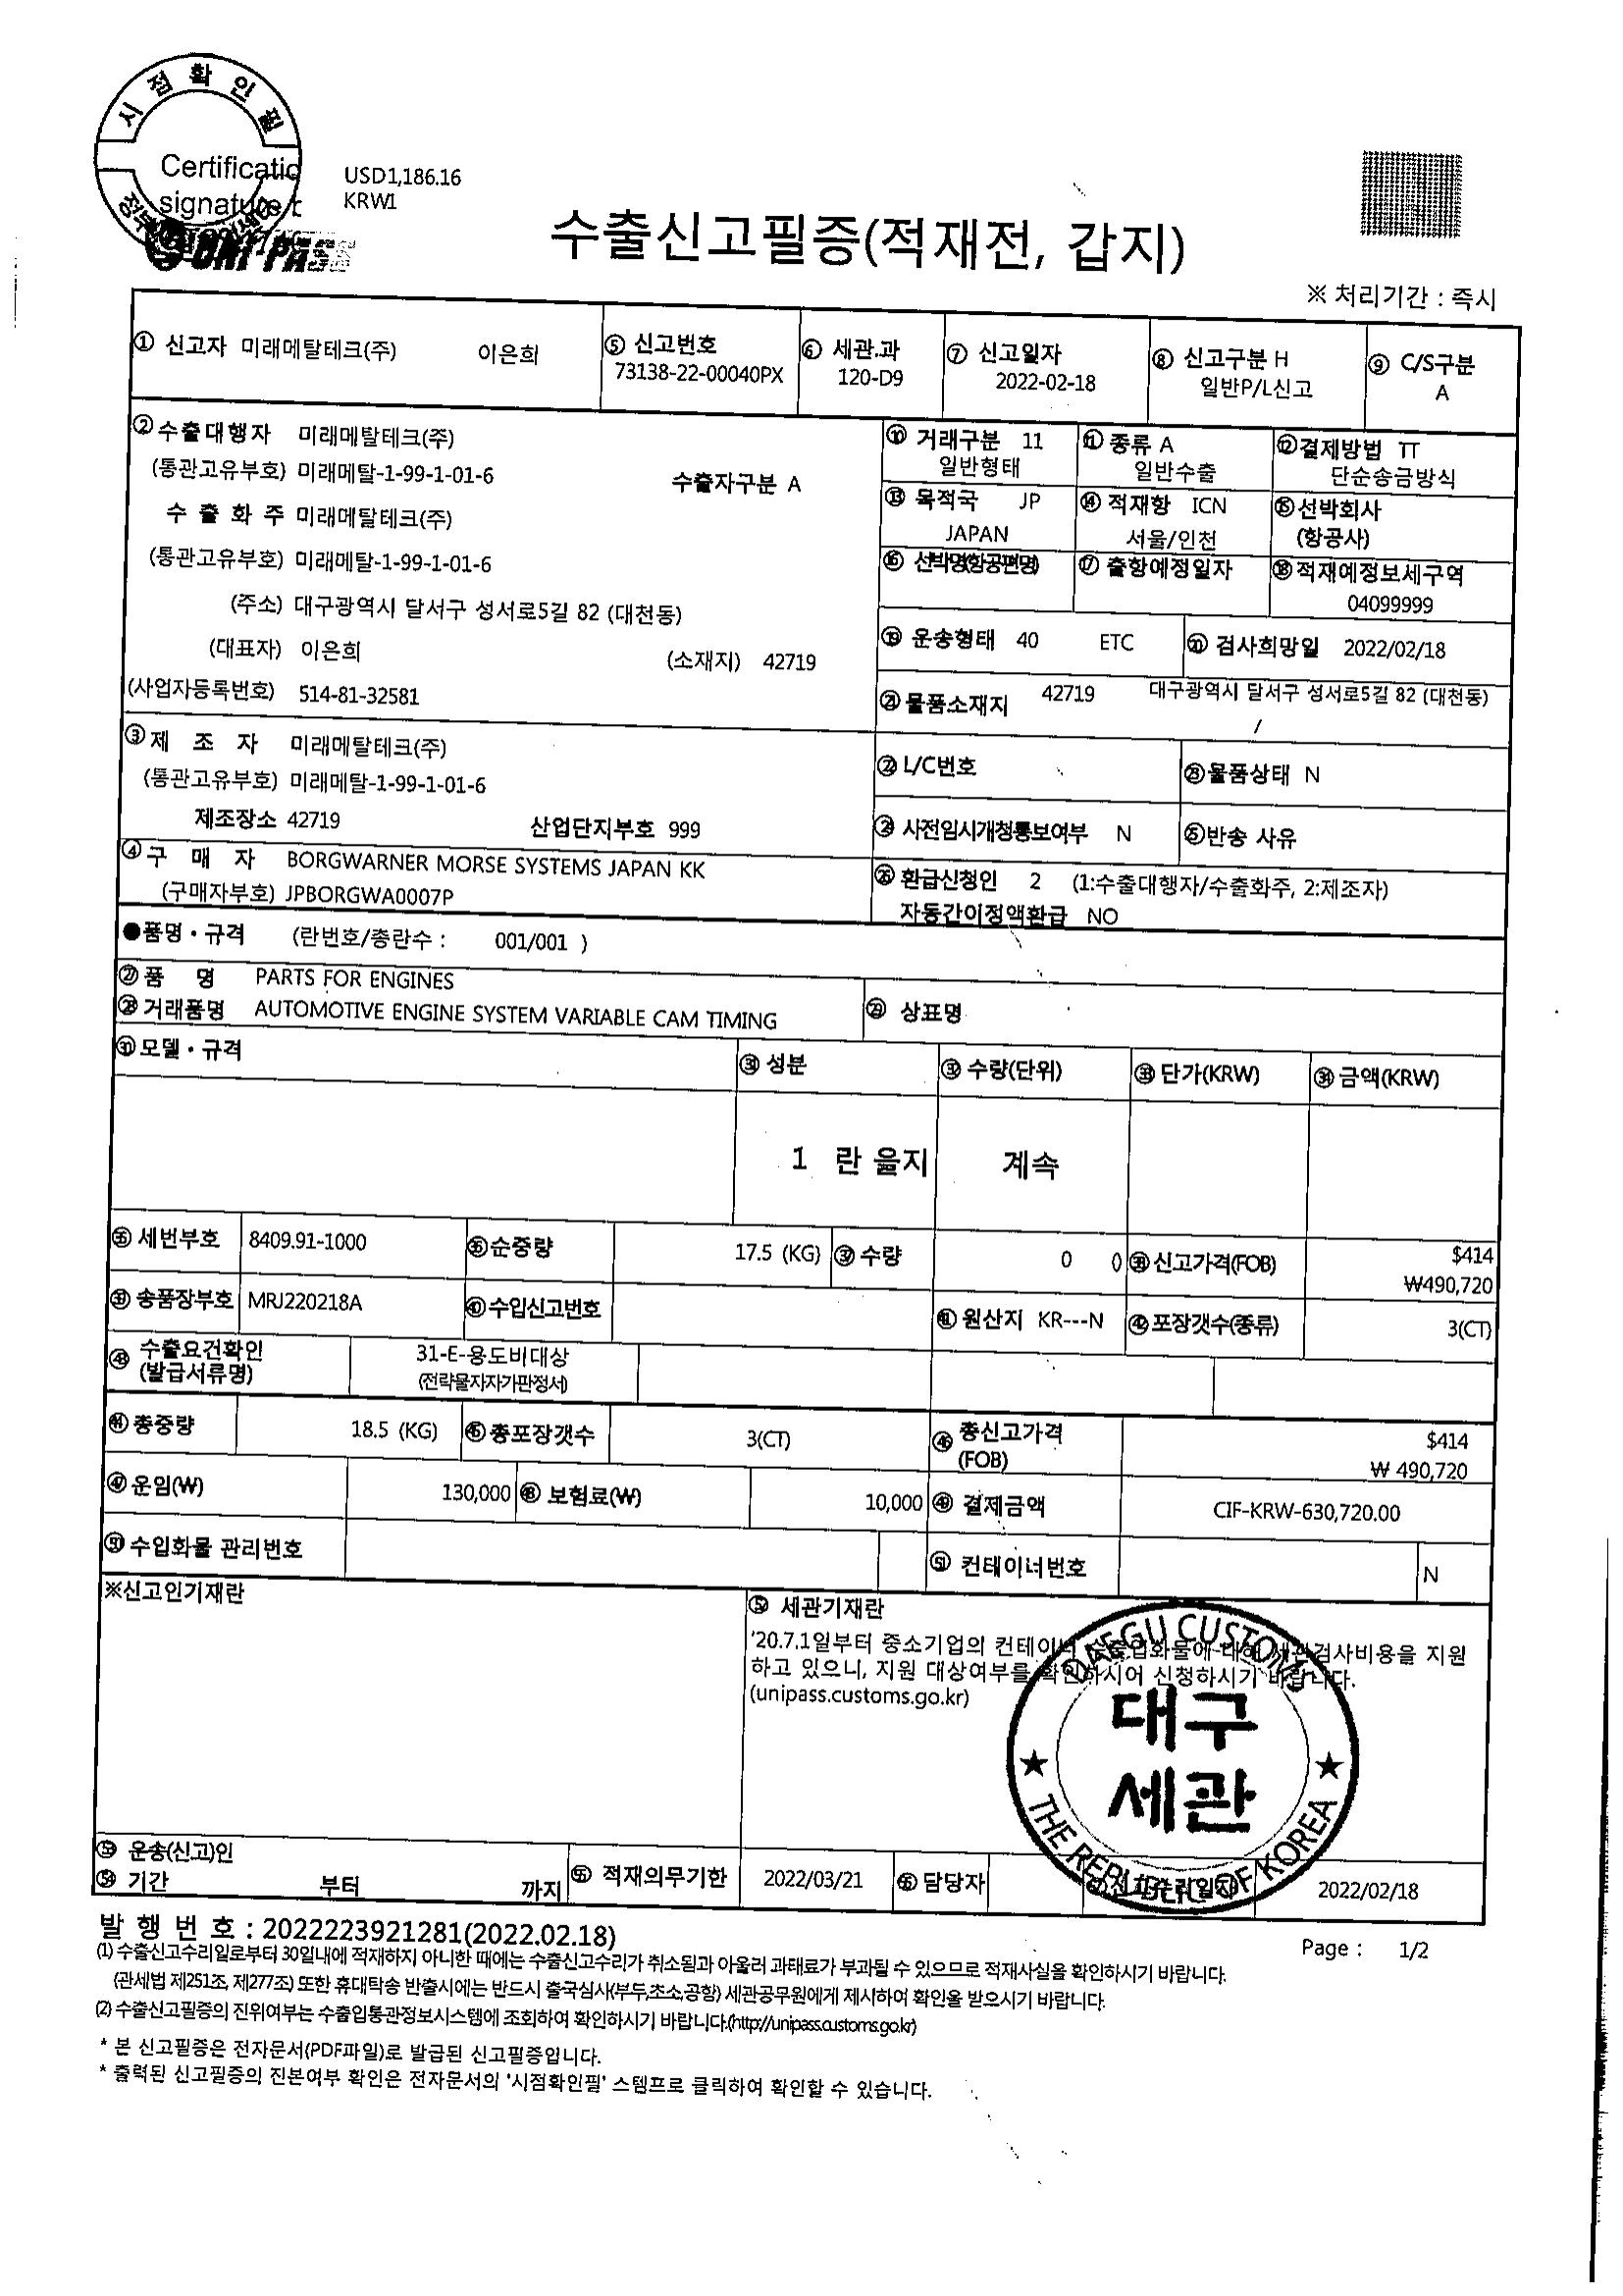 시점확인필
Certificatio
signature t
UNI-PASS
USD1,186.16
KRW1
수출신고필증(적재전, 갑지)
※ 처리기간 : 즉시
① 신고자 미래메탈테크(주) 이은희
⑤ 신고번호
73138-22-00040PX
⑥ 세관.과
120-D9
⑦ 신고일자
2022-02-18
⑧ 신고구분 H
일반P/L신고
⑨ C/S구분
A
② 수출대행자 미래메탈테크(주)
(통관고유부호) 미래메탈-1-99-1-01-6 수출자구분 A
수 출 화 주 미래메탈테크(주)
(통관고유부호) 미래메탈-1-99-1-01-6
(주소) 대구광역시 달서구 성서로5길 82 (대천동)
(대표자) 이은희 (소재지) 42719
(사업자등록번호) 514-81-32581
⑩ 거래구분 11
일반형태
⑪ 종류 A
일반수출
⑫ 결제방법 TT
단순송금방식
⑬ 목적국 JP
JAPAN
⑭ 적재항 ICN
서울/인천
⑮ 선박회사
(항공사)
⑯ 선박명(항공편명)
⑰ 출항예정일자
⑱ 적재예정보세구역
04099999
⑲ 운송형태 40 ETC
⑳ 검사희망일 2022/02/18
㉑ 물품소재지 42719 대구광역시 달서구 성서로5길 82 (대천동)
/
③ 제 조 자 미래메탈테크(주)
(통관고유부호) 미래메탈-1-99-1-01-6
제조장소 42719 산업단지부호 999
㉒ L/C번호
㉓ 물품상태 N
㉔ 사전임시개청통보여부 N
㉕ 반송 사유
④ 구 매 자 BORGWARNER MORSE SYSTEMS JAPAN KK
(구매자부호) JPBORGWA0007P
㉖ 환급신청인 2 (1:수출대행자/수출화주, 2:제조자)
자동간이정액환급 NO
●품명 · 규격 (란번호/총란수 : 001/001 )
㉗ 품 명 PARTS FOR ENGINES
㉘ 거래품명 AUTOMOTIVE ENGINE SYSTEM VARIABLE CAM TIMING
㉙ 상표명
㉚ 모델 · 규격
㉛ 성분
㉜ 수량(단위)
㉝ 단가(KRW)
㉞ 금액(KRW)
1 란 을지 계속
㉟ 세번부호 8409.91-1000
㊱ 순중량 17.5 (KG)
㊲ 수량 0 0
㊳ 신고가격(FOB) $414
₩490,720
㊴ 송품장부호 MRJ220218A
㊵ 수입신고번호
㊶ 원산지 KR---N
㊷ 포장갯수(종류) 3(CT)
㊸ 수출요건확인
(발급서류명)
31-E-용도비대상
(전략물자자가판정서)
㊹ 총중량 18.5 (KG)
㊺ 총포장갯수 3(CT)
㊻ 총신고가격
(FOB)
$414
₩ 490,720
㊼ 운임(₩) 130,000
㊽ 보험료(₩) 10,000
㊾ 결제금액 CIF-KRW-630,720.00
㊿ 수입화물 관리번호
컨테이너번호 N
※신고인기재란
세관기재란
'20.7.1일부터 중소기업의 컨테이너 수출입화물에 대해 세관검사비용을 지원
하고 있으니, 지원 대상여부를 확인하시어 신청하시기 바랍니다.
(unipass.customs.go.kr)
DAEGU CUSTOMS
대구
세관
THE REPUBLIC OF KOREA
운송(신고)인
기간 부터 까지
적재의무기한 2022/03/21
담당자
2022/02/18
발 행 번 호 : 2022223921281(2022.02.18)
Page : 1/2
(1) 수출신고수리일로부터 30일내에 적재하지 아니한 때에는 수출신고수리가 취소됨과 아울러 과태료가 부과될 수 있으므로 적재사실을 확인하시기 바랍니다.
(관세법 제251조, 제277조) 또한 휴대탁송 반출시에는 반드시 출국심사(부두,초소,공항) 세관공무원에게 제시하여 확인을 받으시기 바랍니다.
(2) 수출신고필증의 진위여부는 수출입통관정보시스템에 조회하여 확인하시기 바랍니다.(http://unipass.customs.go.kr)
* 본 신고필증은 전자문서(PDF파일)로 발급된 신고필증입니다.
* 출력된 신고필증의 진본여부 확인은 전자문서의 '시점확인필' 스템프로 클릭하여 확인할 수 있습니다.